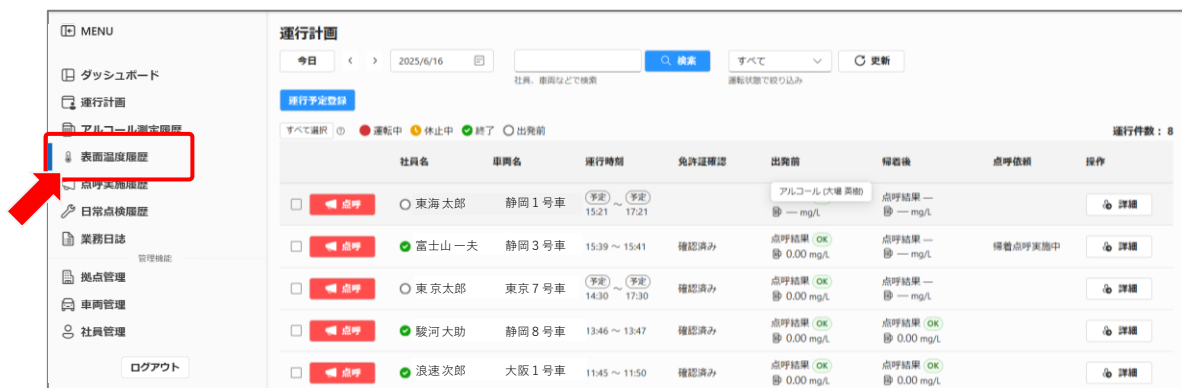 MENU
ダッシュボード
運行計画
アルコール測定履歴
表面温度履歴
点呼実施履歴
日常点検履歴
業務日誌
管理機能
拠点管理
車両管理
社員管理
ログアウト
運行計画
今日 < > 2025/6/16 検索 すべて 更新
社員、車両などで検索 運転状態で絞り込み
運行予定登録
すべて選択 運転中 休止中 終了 出発前 運行件数: 8
社員名 車両名 運行時刻 免許証確認 出発前 帰着後 点呼依頼 操作
アルコール (大場 英樹)
点呼 東海太郎 静岡1号車 予定 ~ 予定 点呼結果 ―
15:21 17:21 ― mg/L ― mg/L 詳細
点呼 富士山一夫 静岡3号車 15:39 ~ 15:41 確認済み 点呼結果 OK 点呼結果 ― 帰着点呼実施中 詳細
0.00 mg/L ― mg/L
点呼 東京太郎 東京7号車 予定 ~ 予定 確認済み 点呼結果 OK 点呼結果 ― 詳細
14:30 17:30 0.00 mg/L ― mg/L
点呼 駿河大助 静岡8号車 13:46 ~ 13:47 確認済み 点呼結果 OK 点呼結果 OK 詳細
0.00 mg/L 0.00 mg/L
点呼 浪速次郎 大阪1号車 11:45 ~ 11:50 確認済み 点呼結果 OK 点呼結果 OK 詳細
0.00 mg/L 0.00 mg/L